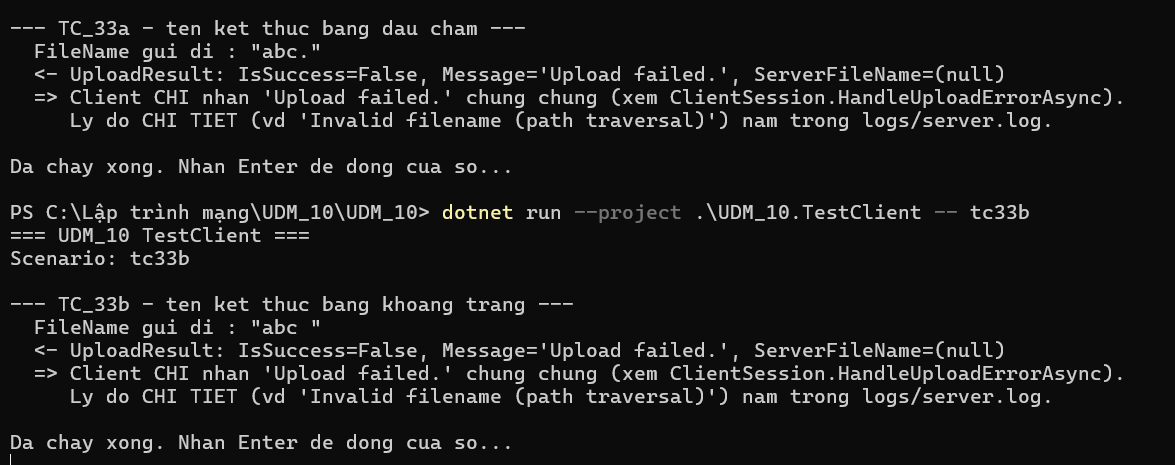 --- TC_33a - ten ket thuc bang dau cham ---
  FileName gui di : "abc."
  <- UploadResult: IsSuccess=False, Message='Upload failed.', ServerFileName=(null)
  => Client CHI nhan 'Upload failed.' chung chung (xem ClientSession.HandleUploadErrorAsync).
     Ly do CHI TIET (vd 'Invalid filename (path traversal)') nam trong logs/server.log.
Da chay xong. Nhan Enter de dong cua so...
PS C:\Lập trình mạng\UDM_10\UDM_10> dotnet run --project .\UDM_10.TestClient -- tc33b
=== UDM_10 TestClient ===
Scenario: tc33b
--- TC_33b - ten ket thuc bang khoang trang ---
  FileName gui di : "abc "
  <- UploadResult: IsSuccess=False, Message='Upload failed.', ServerFileName=(null)
  => Client CHI nhan 'Upload failed.' chung chung (xem ClientSession.HandleUploadErrorAsync).
     Ly do CHI TIET (vd 'Invalid filename (path traversal)') nam trong logs/server.log.
Da chay xong. Nhan Enter de dong cua so...